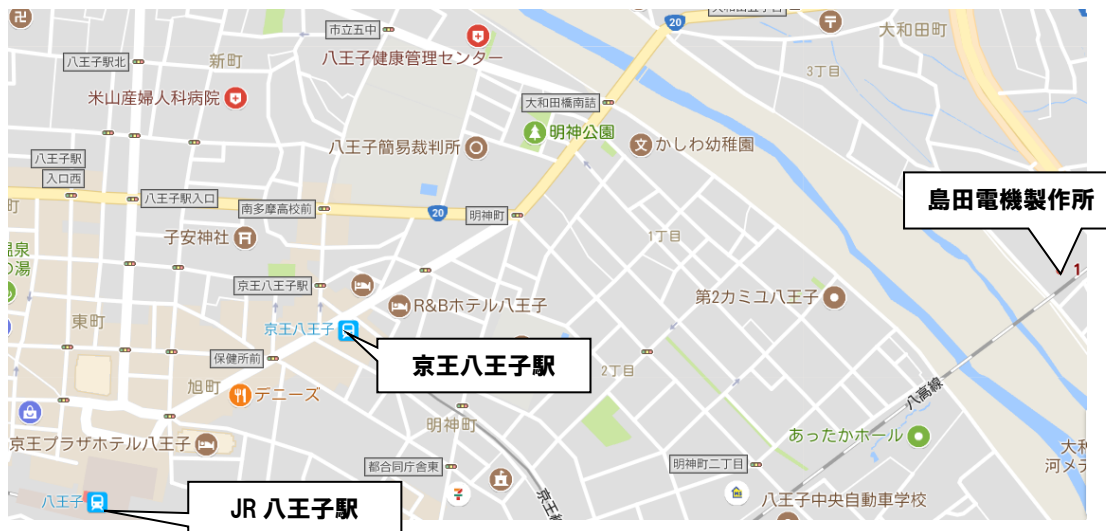 市立五中
20
大和田町
八王子駅北
新町
八王子健康管理センター
3丁目
米山産婦人科病院
大和田橋南詰
明神公園
かしわ幼稚園
八王子簡易裁判所
八王子駅
入口西
八王子駅入口
南多摩高校前
20
明神町
島田電機製作所
子安神社
1丁目
温泉
の湯
1
京王八王子駅
R&Bホテル八王子
第2カミユ八王子
東町
京王八王子
京王八王子駅
保健所前
2丁目
旭町
デニーズ
八高線
明神町
あったかホール
京王プラザホテル八王子
都合同庁舎東
明神町二丁目
河メデ
八王子
JR 八王子駅
京王線
八王子中央自動車学校